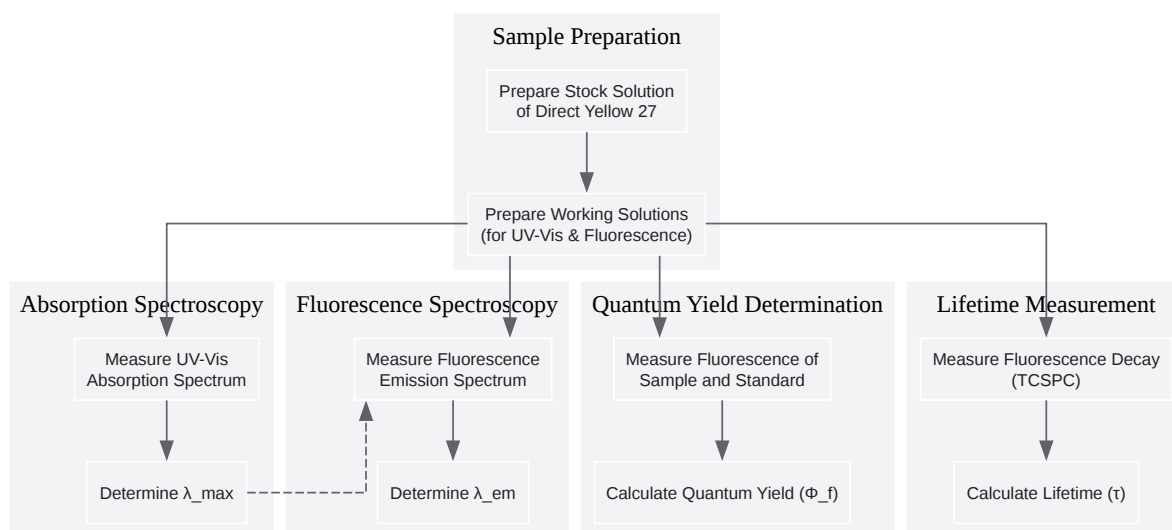 Sample Preparation
Prepare Stock Solution
of Direct Yellow 27
Prepare Working Solutions
(for UV-Vis & Fluorescence)
Absorption Spectroscopy
Measure UV-Vis
Absorption Spectrum
Determine λ_max
Fluorescence Spectroscopy
Measure Fluorescence
Emission Spectrum
Determine λ_em
Quantum Yield Determination
Measure Fluorescence of
Sample and Standard
Calculate Quantum Yield (Φ_f)
Lifetime Measurement
Measure Fluorescence Decay
(TCSPC)
Calculate Lifetime (τ)